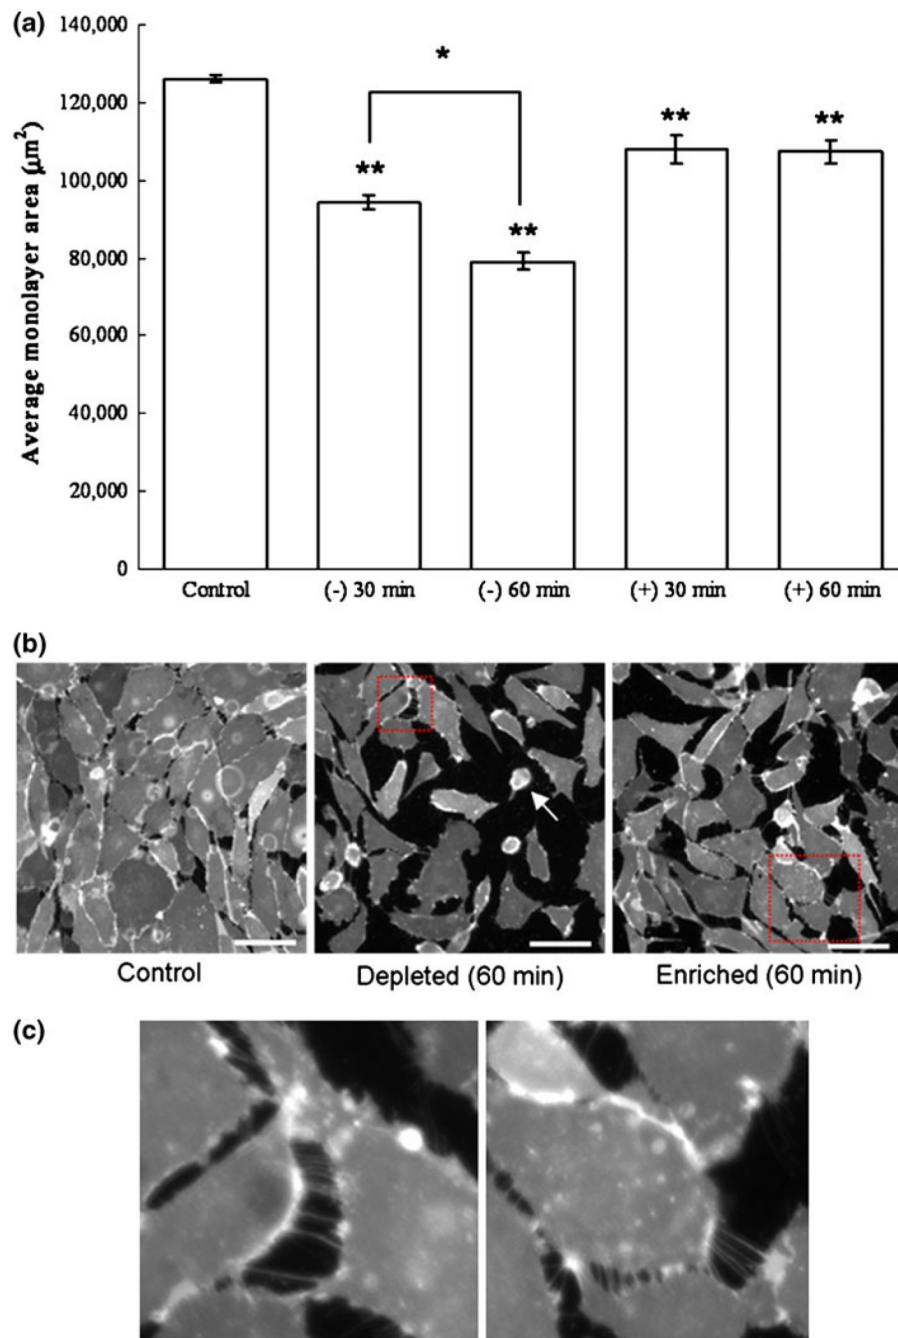 (a)
140,000
120,000
100,000
80,000
60,000
40,000
20,000
0
Average monolayer area (μm²)
*
**
**
**
**
Control
(-) 30 min
(-) 60 min
(+) 30 min
(+) 60 min
(b)
Control
Depleted (60 min)
Enriched (60 min)
(c)